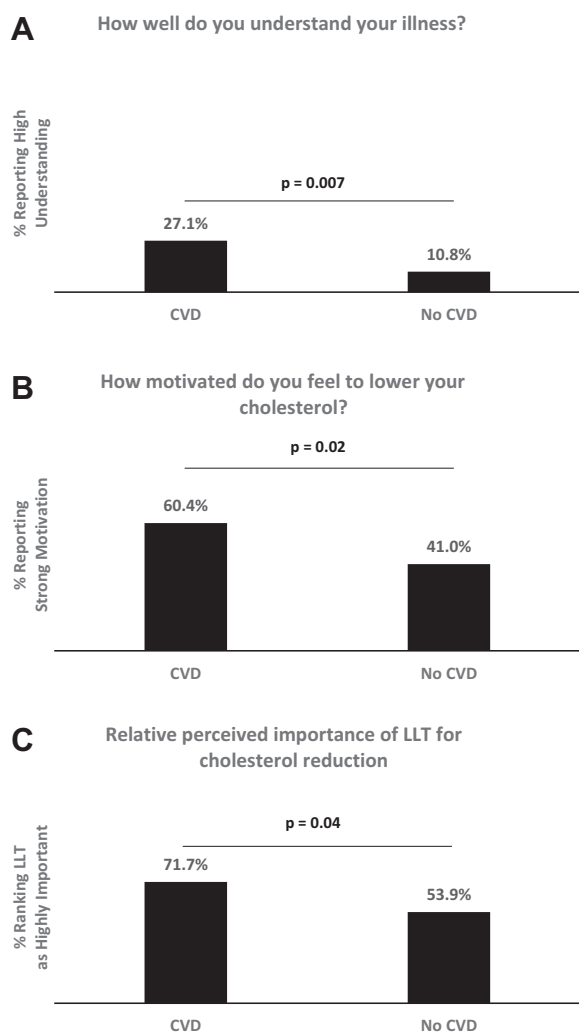 A
How well do you understand your illness?
% Reporting High
Understanding
p = 0.007
27.1%
10.8%
CVD
No CVD
B
How motivated do you feel to lower your
cholesterol?
% Reporting
Strong Motivation
p = 0.02
60.4%
41.0%
CVD
No CVD
C
Relative perceived importance of LLT for
cholesterol reduction
% Ranking LLT
as Highly Important
p = 0.04
71.7%
53.9%
CVD
No CVD